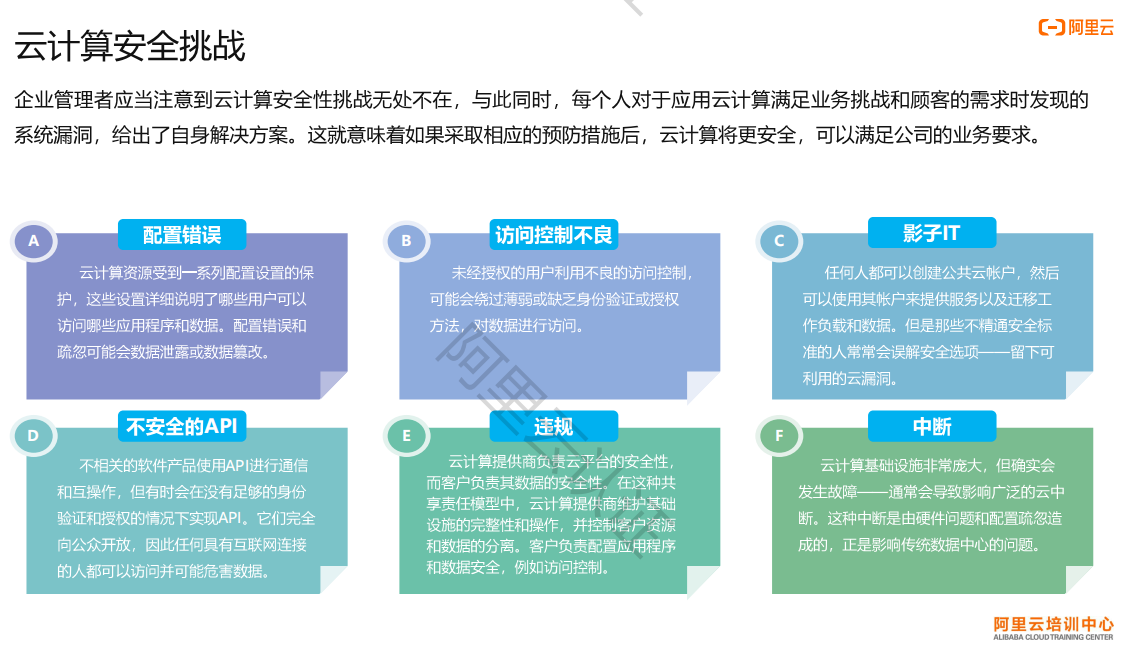 云计算安全挑战
阿里云
企业管理者应当注意到云计算安全性挑战无处不在，与此同时，每个人对于应用云计算满足业务挑战和顾客的需求时发现的
系统漏洞，给出了自身解决方案。这就意味着如果采取相应的预防措施后，云计算将更安全，可以满足公司的业务要求。
A
配置错误
云计算资源受到一系列配置设置的保
护，这些设置详细说明了哪些用户可以
访问哪些应用程序和数据。配置错误和
疏忽可能会数据泄露或数据篡改。
B
访问控制不良
未经授权的用户利用不良的访问控制，
可能会绕过薄弱或缺乏身份验证或授权
方法，对数据进行访问。
C
影子IT
任何人都可以创建公共云帐户，然后
可以使用其帐户来提供服务以及迁移工
作负载和数据。但是那些不精通安全标
准的人常常会误解安全选项——留下可
利用的云漏洞。
D
不安全的API
不相关的软件产品使用API进行通信
和互操作，但有时会在没有足够的身份
验证和授权的情况下实现API。它们完全
向公众开放，因此任何具有互联网连接
的人都可以访问并可能危害数据。
E
违规
云计算提供商负责云平台的安全性，
而客户负责其数据的安全性。在这种共
享责任模型中，云计算提供商维护基础
设施的完整性和操作，并控制客户资源
和数据的分离。客户负责配置应用程序
和数据安全，例如访问控制。
F
中断
云计算基础设施非常庞大，但确实会
发生故障——通常会导致影响广泛的云中
断。这种中断是由硬件问题和配置疏忽造
成的，正是影响传统数据中心的问题。
阿里云认证
阿里云培训中心
ALIBABA CLOUD TRAINING CENTER